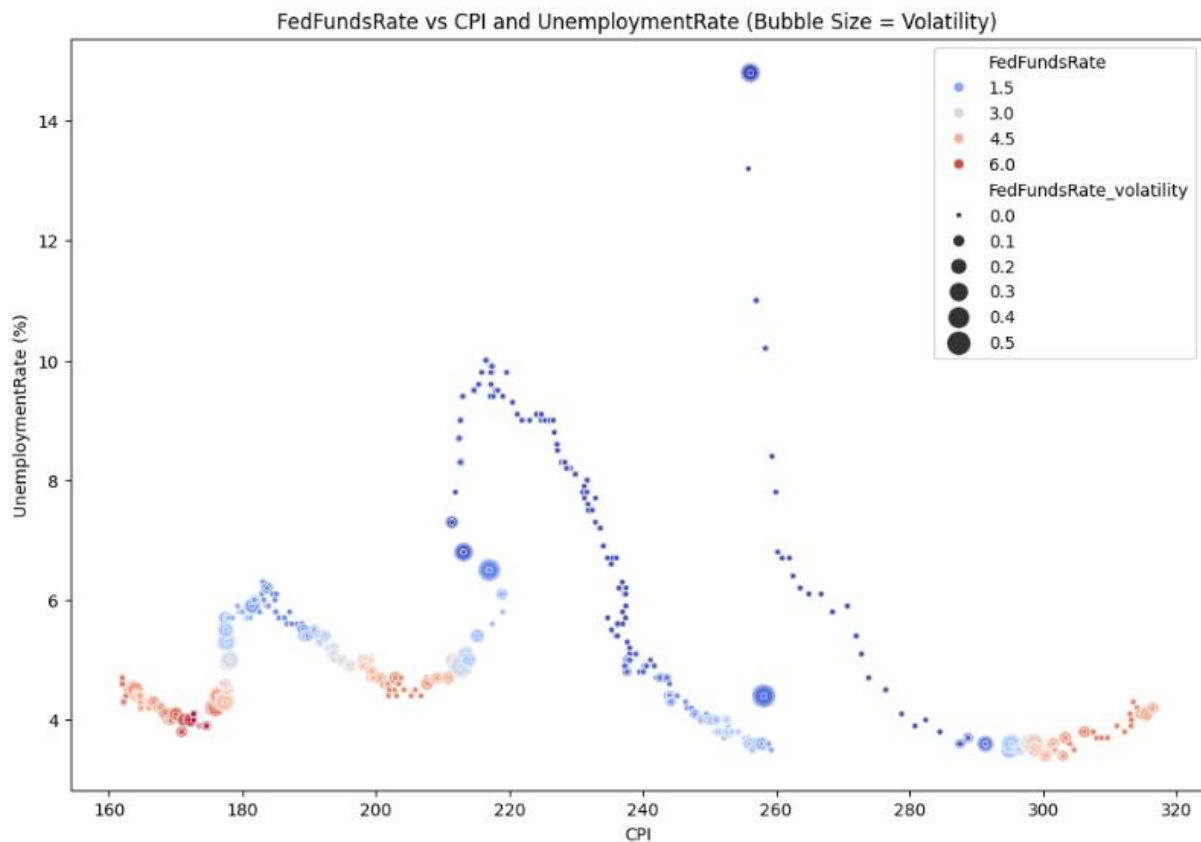 FedFundsRate vs CPI and UnemploymentRate (Bubble Size = Volatility)
FedFundsRate
1.5
3.0
4.5
6.0
FedFundsRate_volatility
0.0
0.1
0.2
0.3
0.4
0.5
UnemploymentRate (%)
14
12
10
8
6
4
160 180 200 220 240 260 280 300 320
CPI